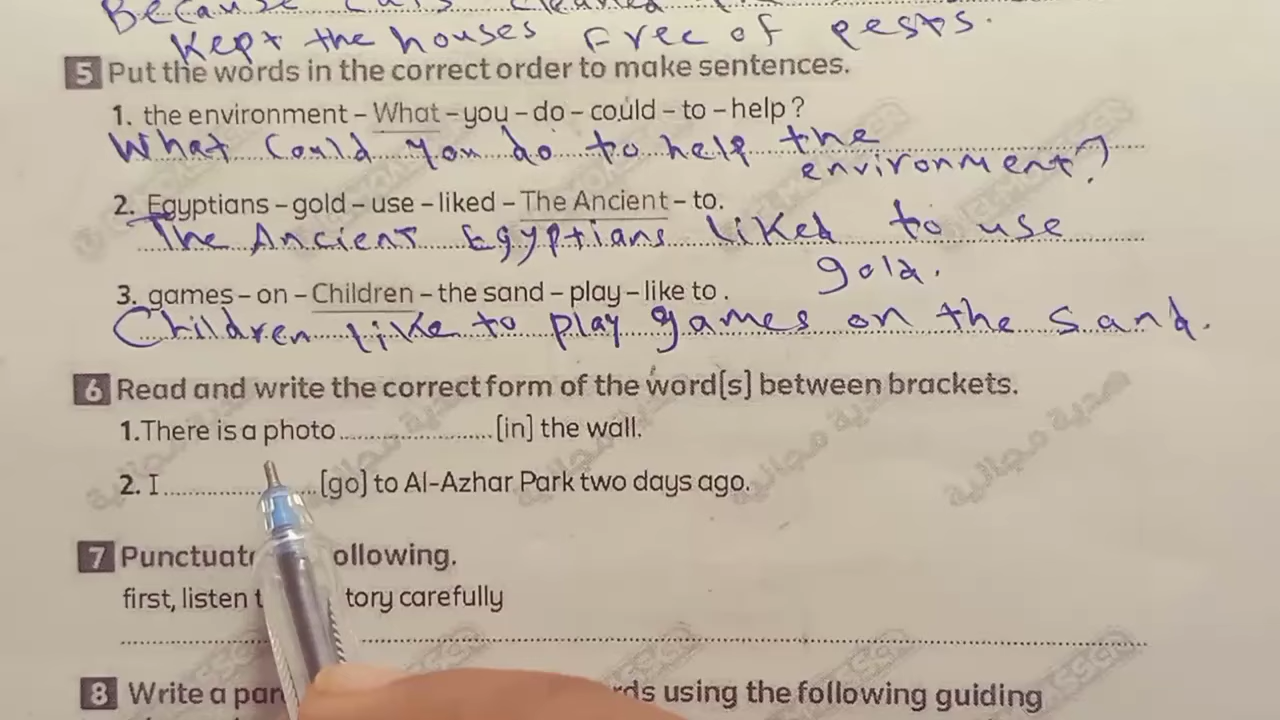 Because cats cleaned
Kept the houses free of pests.
5 Put the words in the correct order to make sentences.
1. the environment – What – you – do – could – to – help ?
What Could you do to help the
environment?
2. Egyptians – gold – use – liked – The Ancient – to.
The Ancient Egyptians liked to use
gold.
3. games – on – Children – the sand – play – like to .
Children like to play games on the sand.
6 Read and write the correct form of the word[s] between brackets.
1.There is a photo........................[in] the wall.
2. I........................[go] to Al-Azhar Park two days ago.
7 Punctuate ollowing.
first, listen t tory carefully
8 Write a par rds using the following guiding